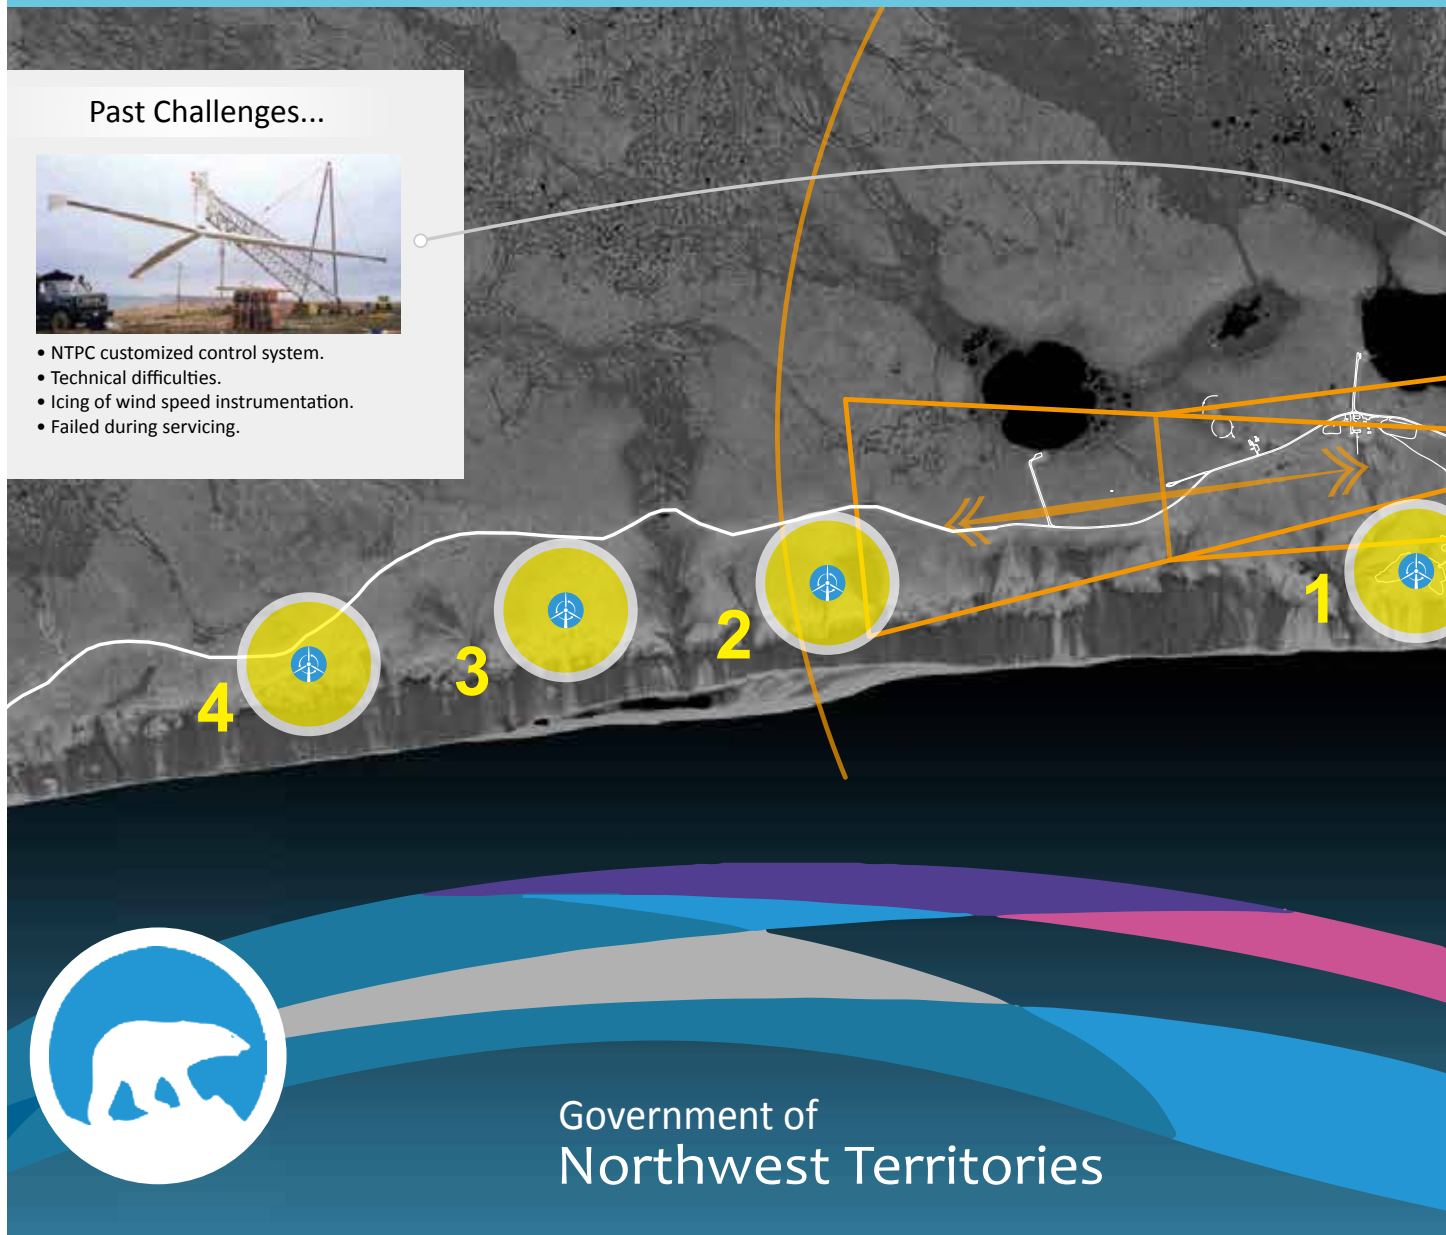 Past Challenges...
• NTPC customized control system.
• Technical difficulties.
• Icing of wind speed instrumentation.
• Failed during servicing.
1
2
3
4
Government of
Northwest Territories